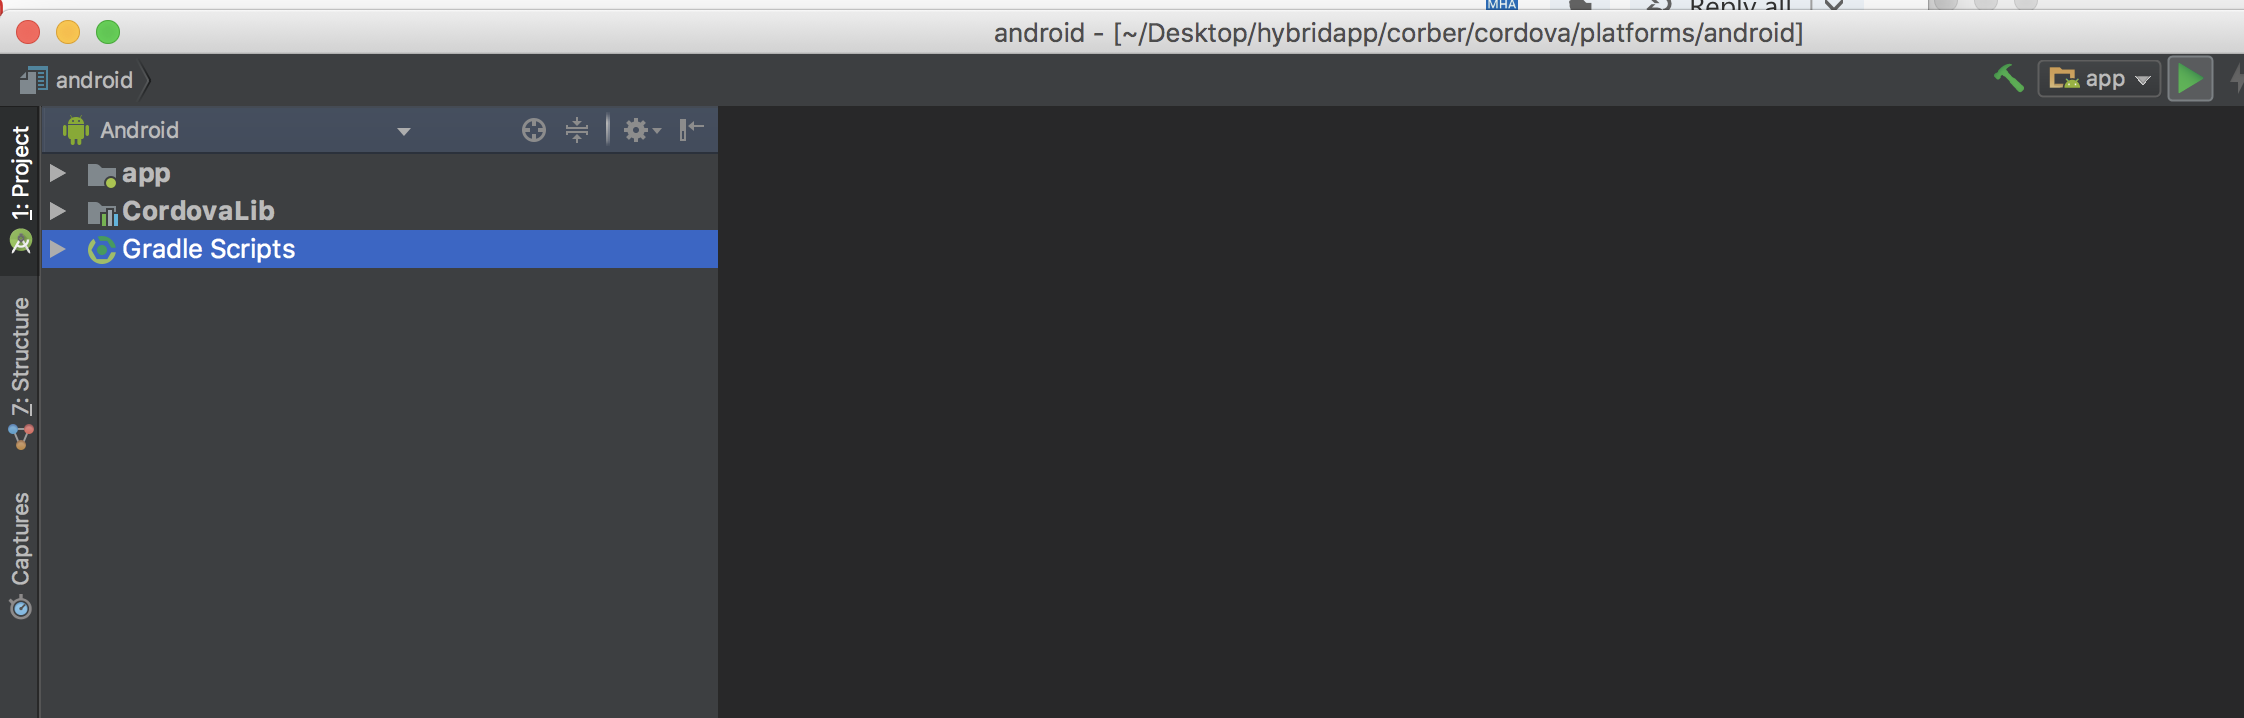 MHA
Reply all
android - [~/Desktop/hybridapp/corber/cordova/platforms/android]
android
app
1: Project
Android
app
CordovaLib
Gradle Scripts
7: Structure
Captures